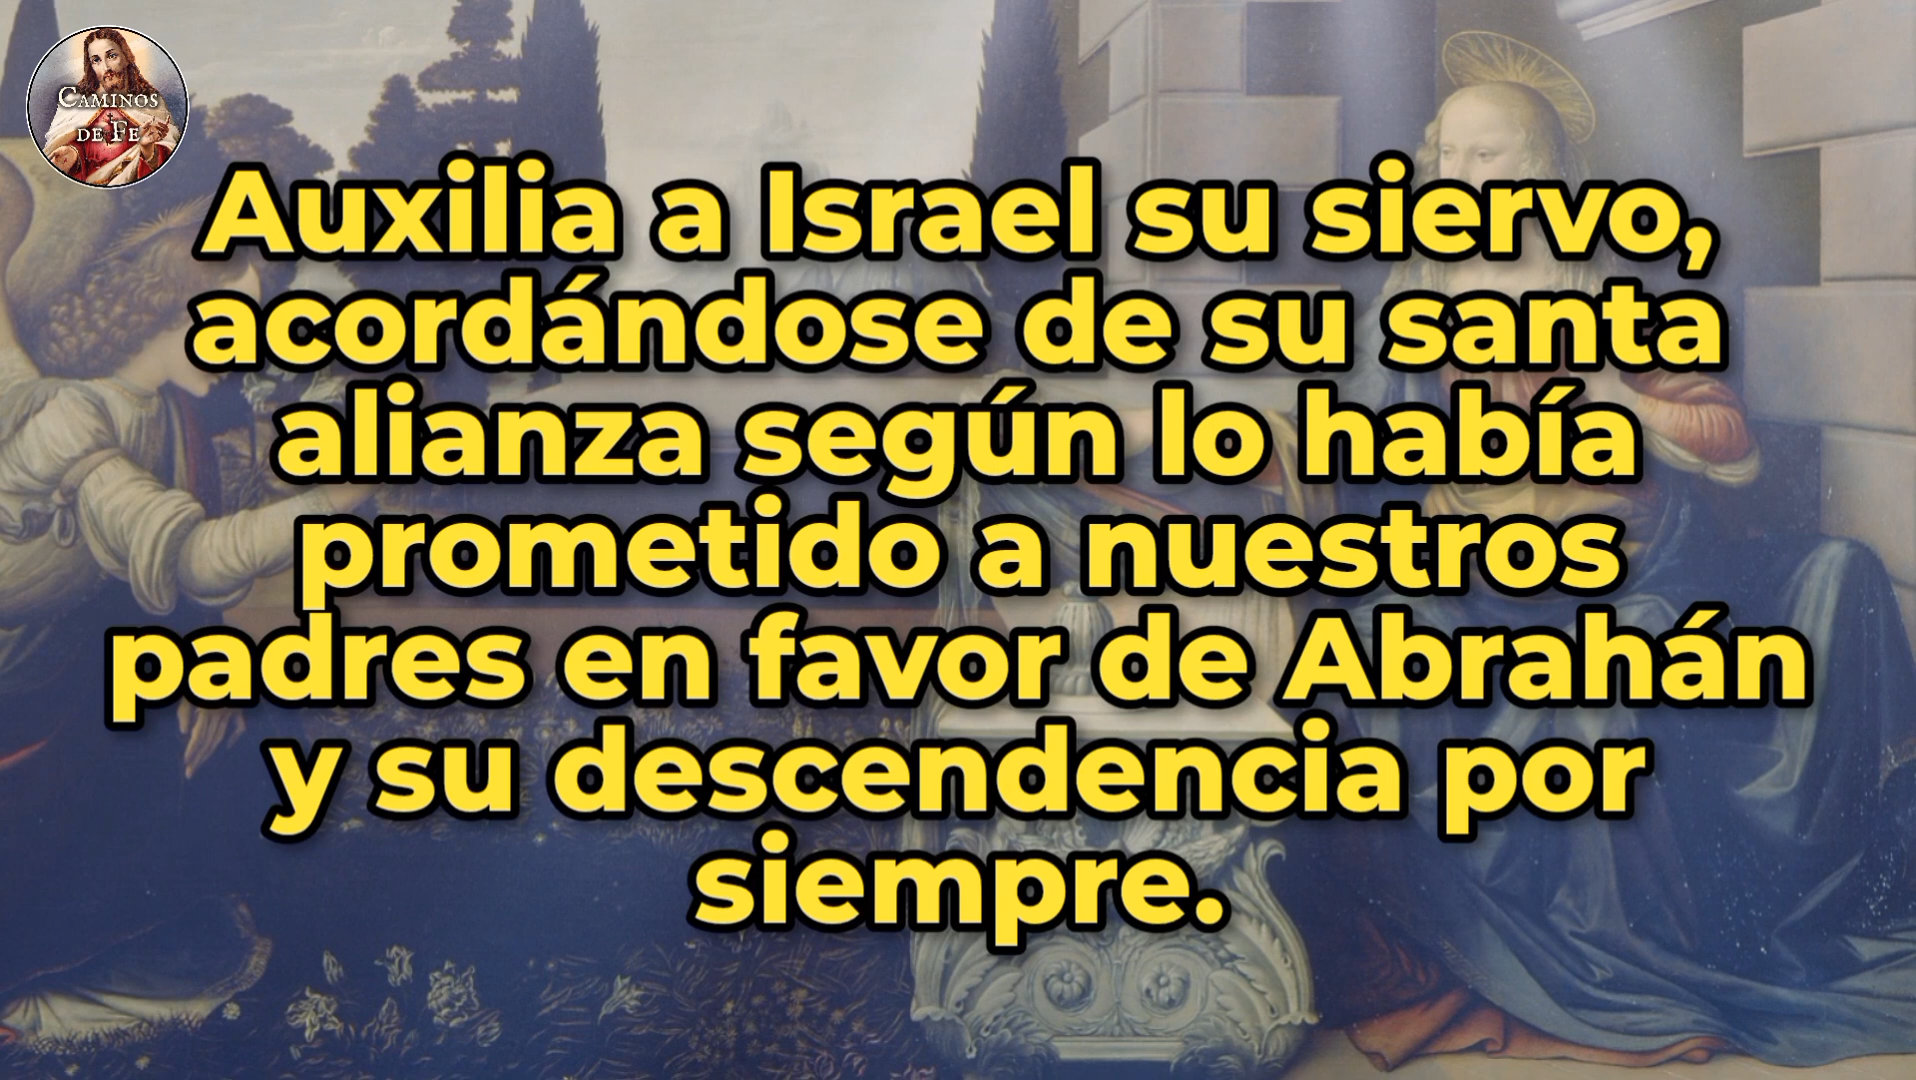 CAMINOS
DE FE
Auxilia a Israel su siervo,
acordándose de su santa
alianza según lo había
prometido a nuestros
padres en favor de Abrahán
y su descendencia por
siempre.